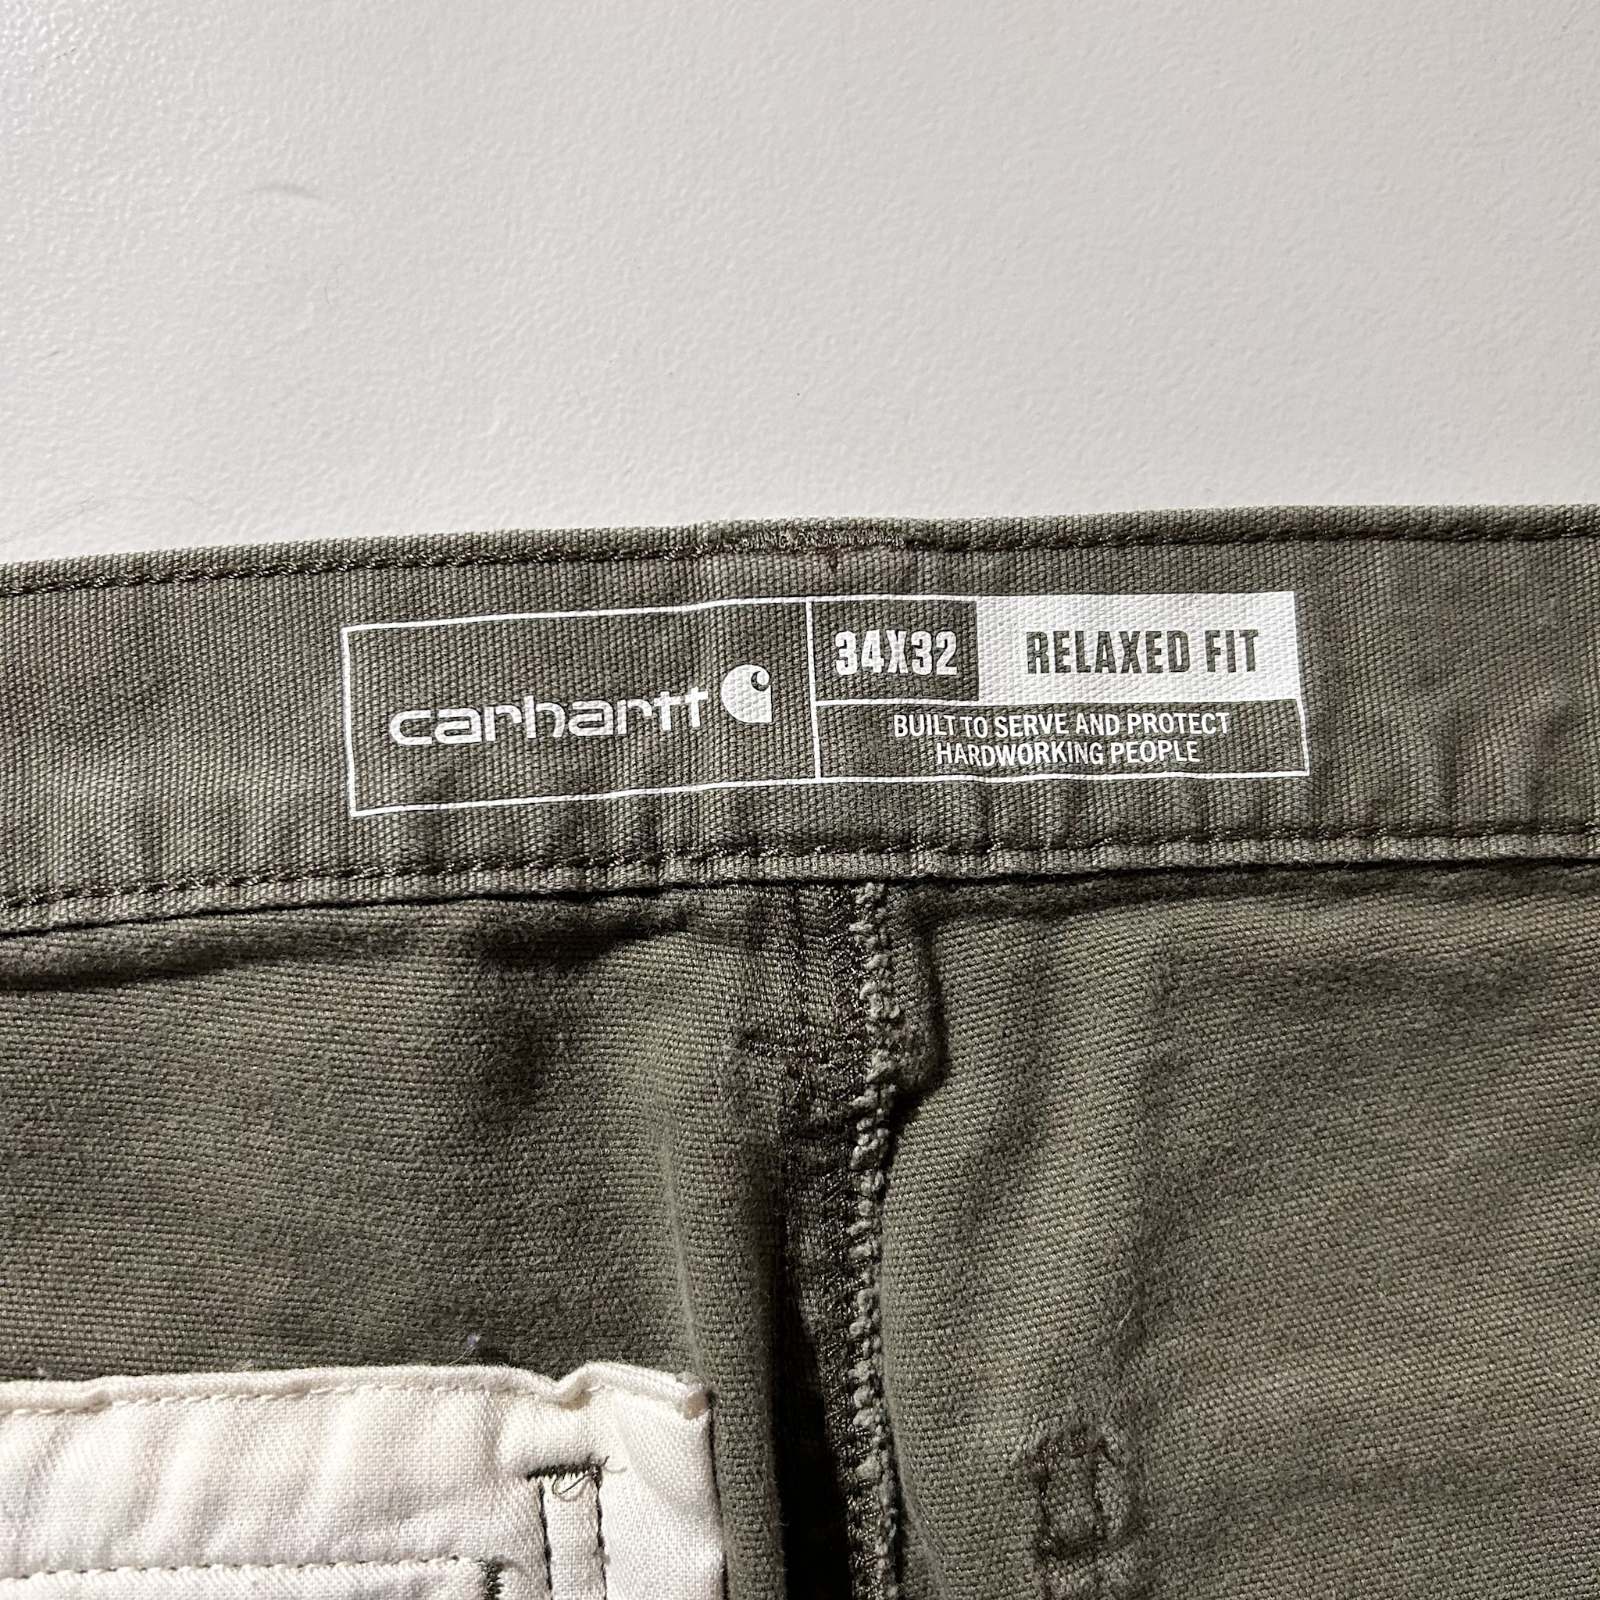 carhartt
34X32
RELAXED FIT
BUILT TO SERVE AND PROTECT
HARDWORKING PEOPLE